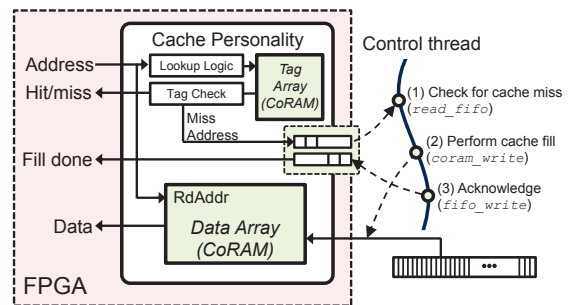 Cache Personality
Control thread
Address
Lookup Logic
Tag
Array
(CoRAM)
Hit/miss
Tag Check
Miss
Address
(1) Check for cache miss
(read_fifo)
(2) Perform cache fill
(coram_write)
Fill done
(3) Acknowledge
(fifo_write)
RdAddr
Data Array
(CoRAM)
Data
FPGA